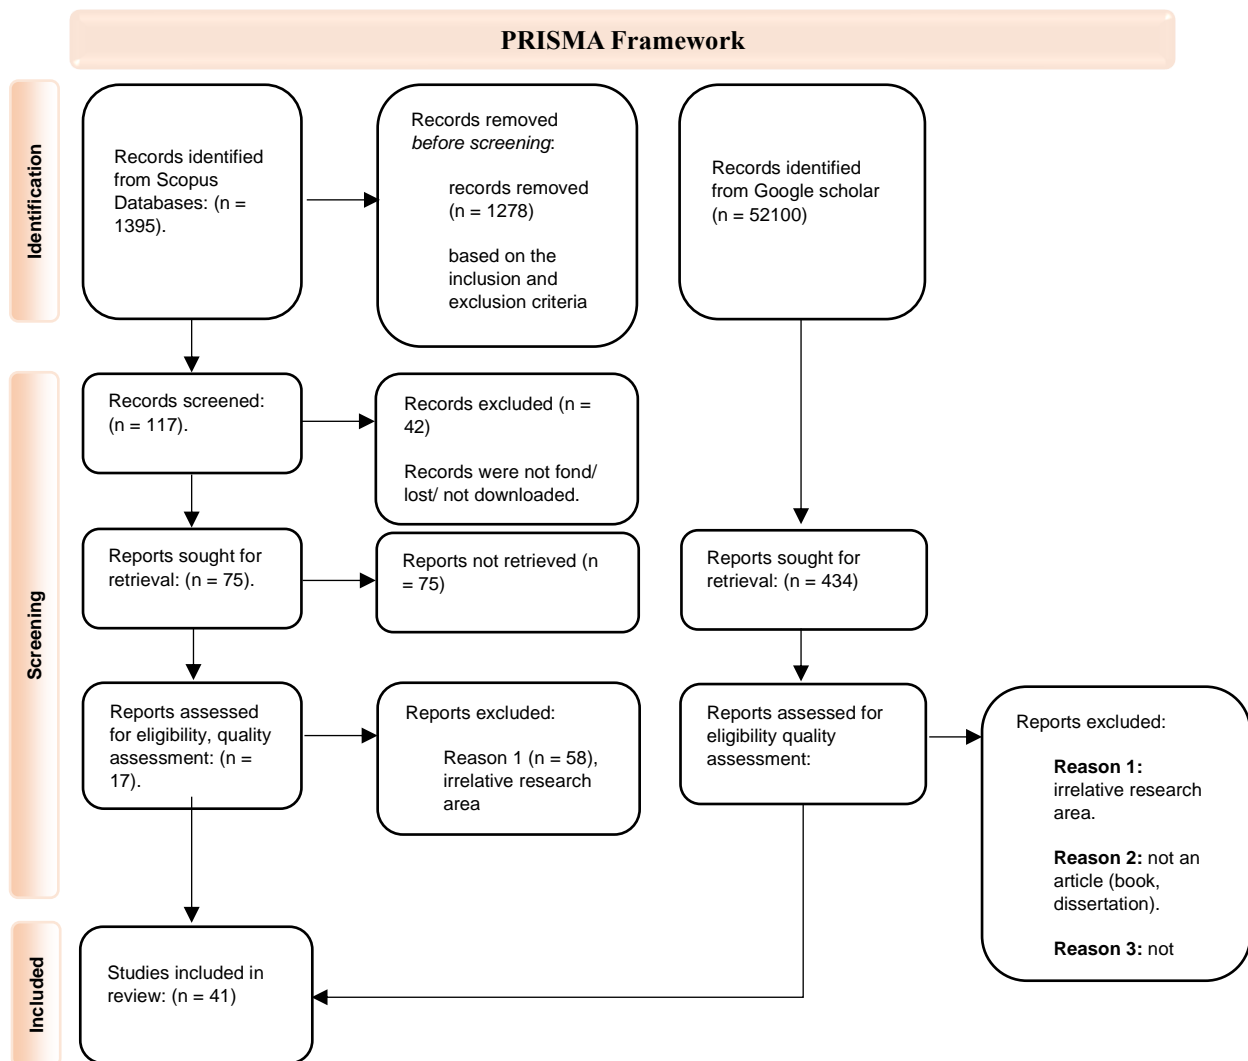 PRISMA Framework
Identification
Records identified
from Scopus
Databases: (n =
1395).
Records removed
before screening:
records removed
(n = 1278)
based on the
inclusion and
exclusion criteria
Records identified
from Google scholar
(n = 52100)
Screening
Records screened:
(n = 117).
Records excluded (n =
42)
Records were not fond/
lost/ not downloaded.
Reports sought for
retrieval: (n = 75).
Reports not retrieved (n
= 75)
Reports sought for
retrieval: (n = 434)
Reports assessed
for eligibility, quality
assessment: (n =
17).
Reports excluded:
Reason 1 (n = 58),
irrelative research
area
Reports assessed for
eligibility quality
assessment:
Reports excluded:
Reason 1:
irrelative research
area.
Reason 2: not an
article (book,
dissertation).
Reason 3: not
Included
Studies included in
review: (n = 41)